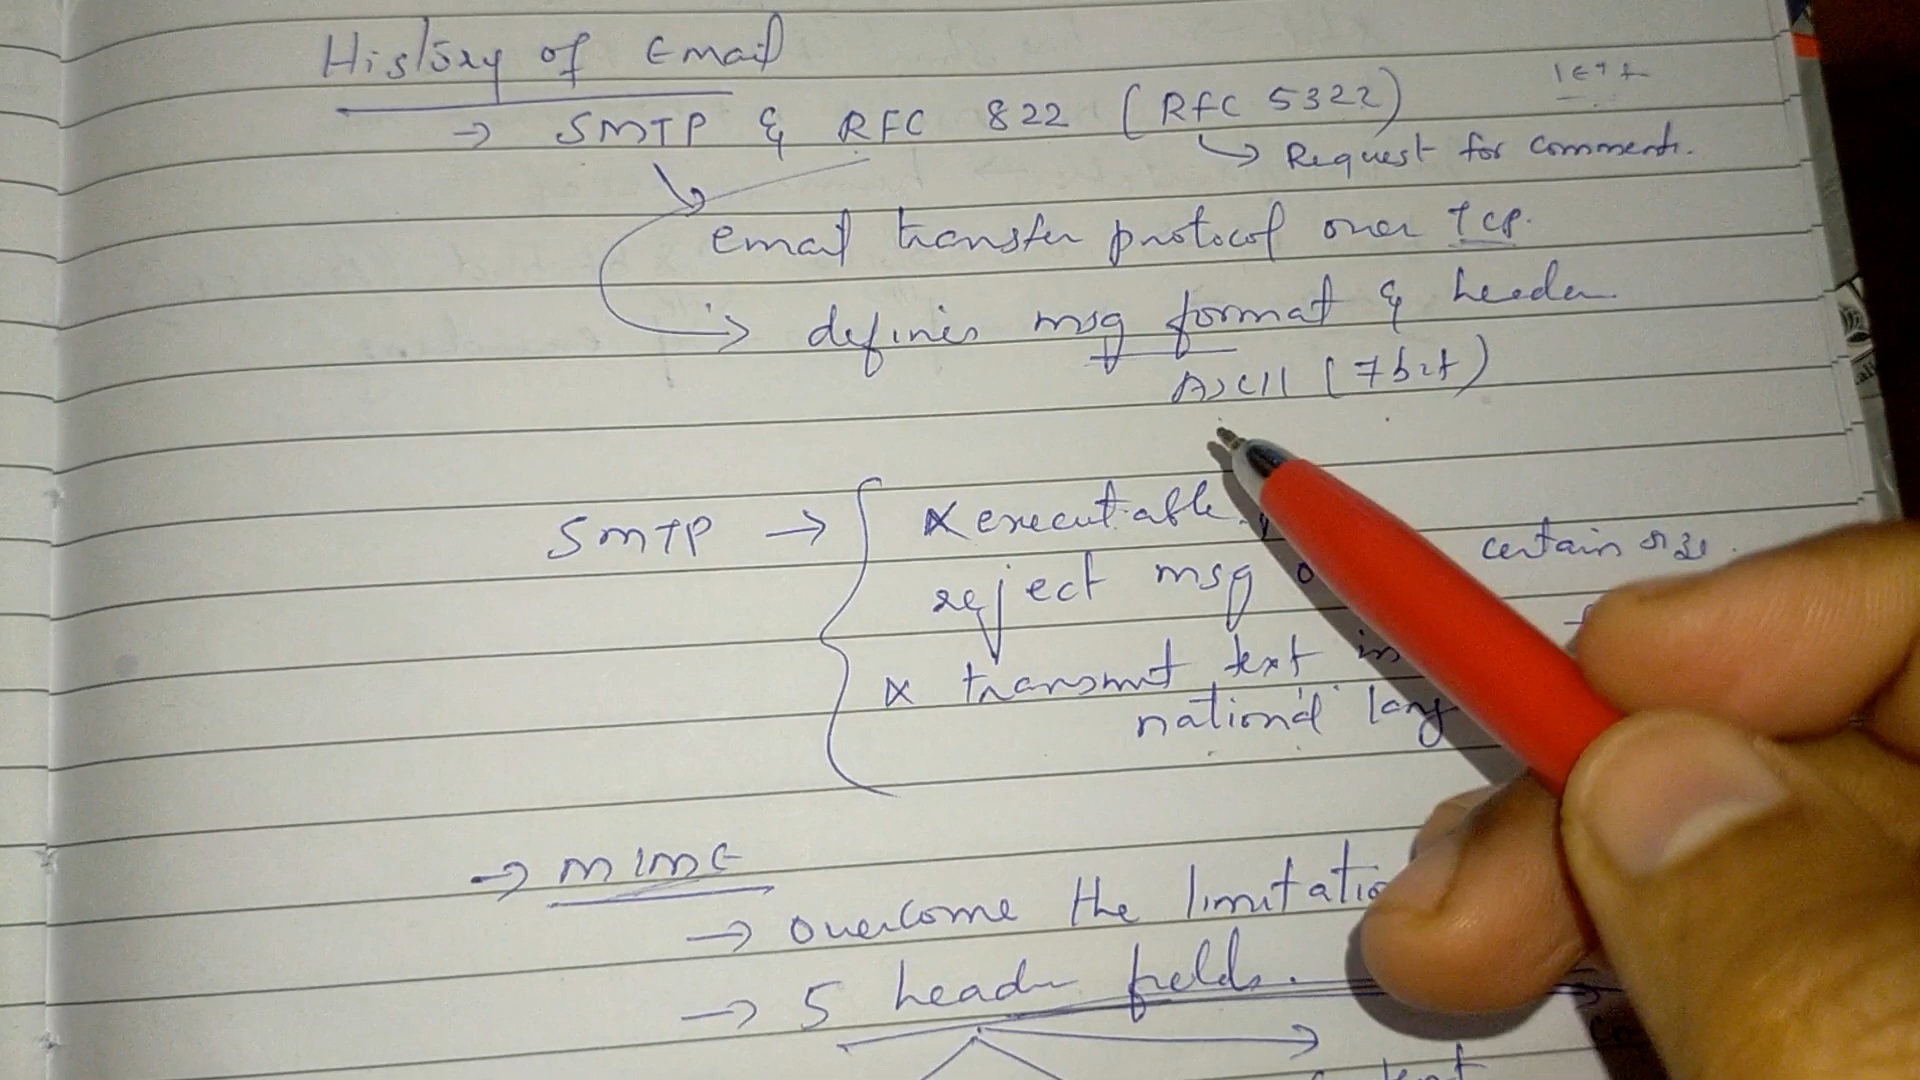 History of Email
→ SMTP & RFC 822 (RFC 5322)
IETF
↳ Request for comments.
email transfer protocol over TCP.
→ defines msg format & header
ASCII (7bit)
SMTP → { x executable
reject msg certain size.
x transmit text in
national lang
→ MIME
→ overcome the limitatio
→ 5 header fields.